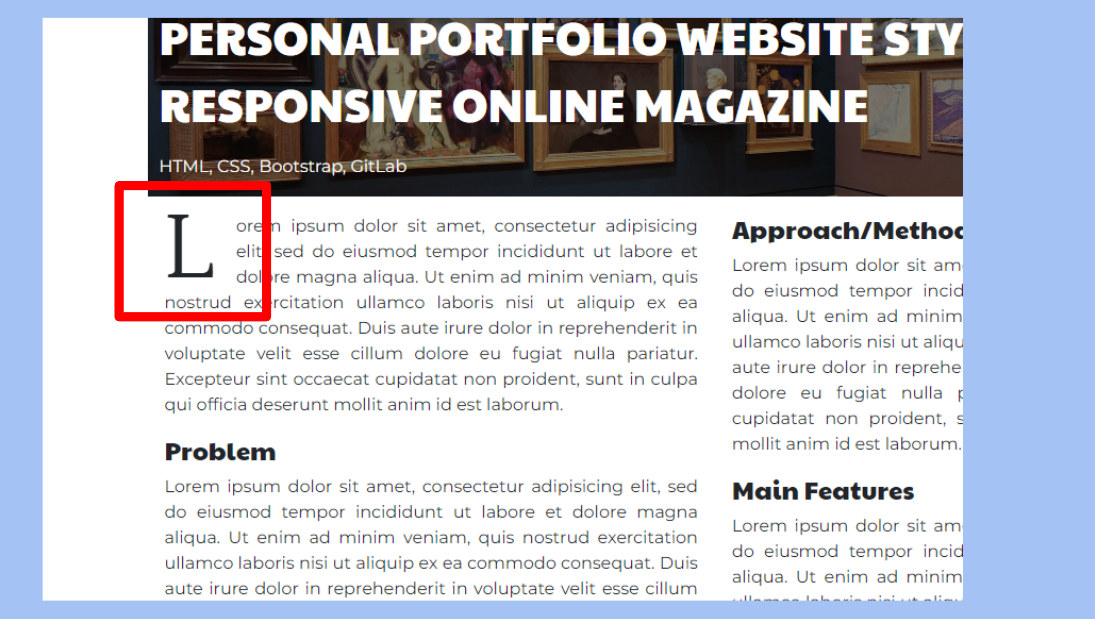 PERSONAL PORTFOLIO WEBSITE STY
RESPONSIVE ONLINE MAGAZINE
HTML, CSS, Bootstrap, GitLab
Lorem ipsum dolor sit amet, consectetur adipisicing
elit, sed do eiusmod tempor incididunt ut labore et
dolore magna aliqua. Ut enim ad minim veniam, quis
nostrud exercitation ullamco laboris nisi ut aliquip ex ea
commodo consequat. Duis aute irure dolor in reprehenderit in
voluptate velit esse cillum dolore eu fugiat nulla pariatur.
Excepteur sint occaecat cupidatat non proident, sunt in culpa
qui officia deserunt mollit anim id est laborum.
Problem
Lorem ipsum dolor sit amet, consectetur adipisicing elit, sed
do eiusmod tempor incididunt ut labore et dolore magna
aliqua. Ut enim ad minim veniam, quis nostrud exercitation
ullamco laboris nisi ut aliquip ex ea commodo consequat. Duis
aute irure dolor in reprehenderit in voluptate velit esse cillum
Approach/Method
Lorem ipsum dolor sit am
do eiusmod tempor incid
aliqua. Ut enim ad minim
ullamco laboris nisi ut aliqu
aute irure dolor in reprehe
dolore eu fugiat nulla p
cupidatat non proident, s
mollit anim id est laborum.
Main Features
Lorem ipsum dolor sit am
do eiusmod tempor incid
aliqua. Ut enim ad minim